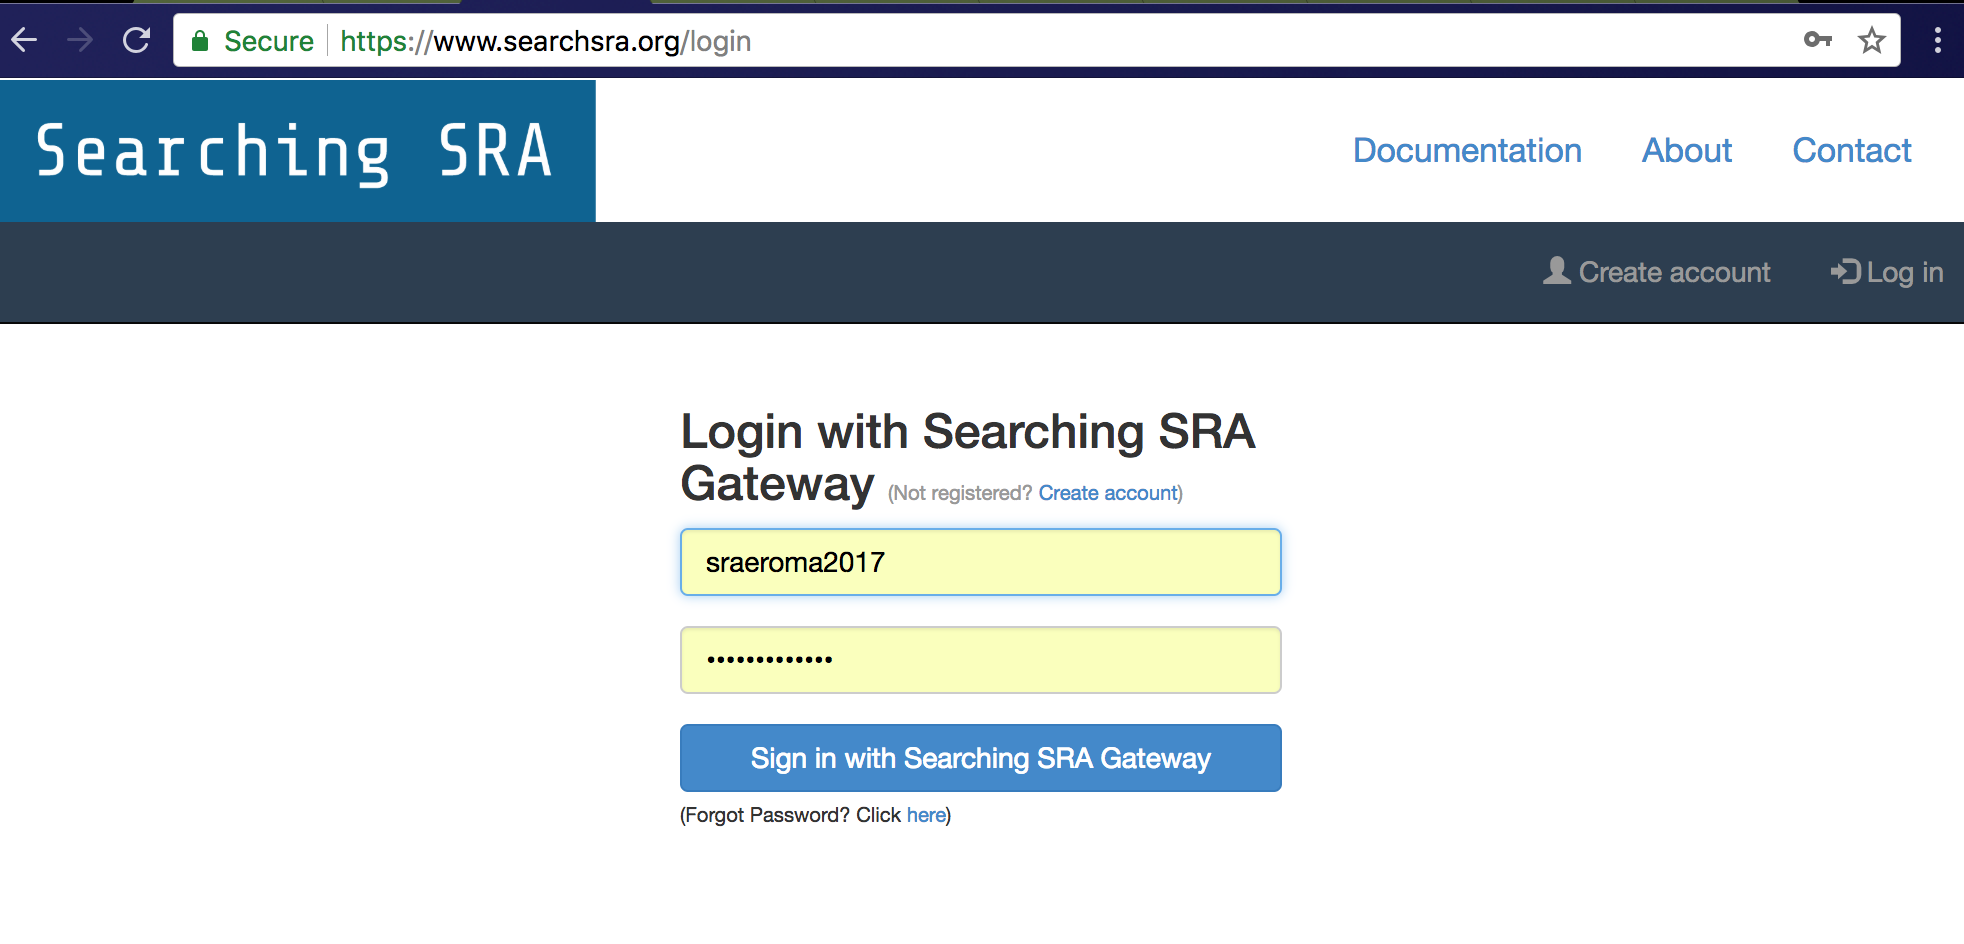 Secure https://www.searchsra.org/login
Searching SRA
Documentation About Contact
Create account Log in
Login with Searching SRA
Gateway (Not registered? Create account)
sraeroma2017
•••••••••••••
Sign in with Searching SRA Gateway
(Forgot Password? Click here)